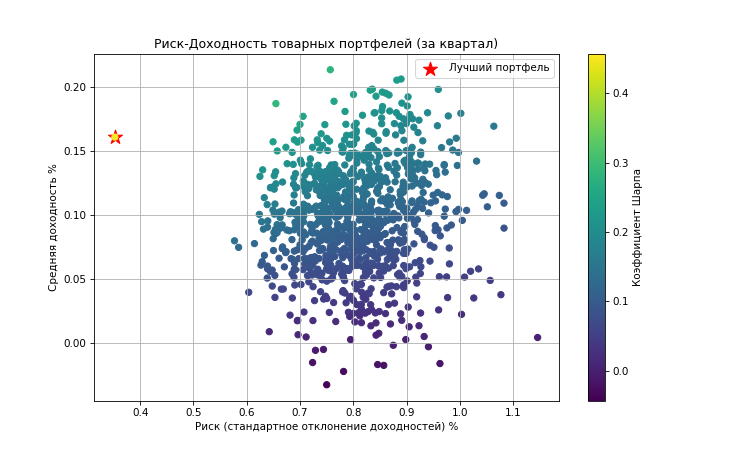 Риск-Доходность товарных портфелей (за квартал)
Лучший портфель
0.20
0.15
0.10
0.05
0.00
Средняя доходность %
0.4 0.5 0.6 0.7 0.8 0.9 1.0 1.1
Риск (стандартное отклонение доходностей) %
0.4
0.3
0.2
0.1
0.0
Коэффициент Шарпа